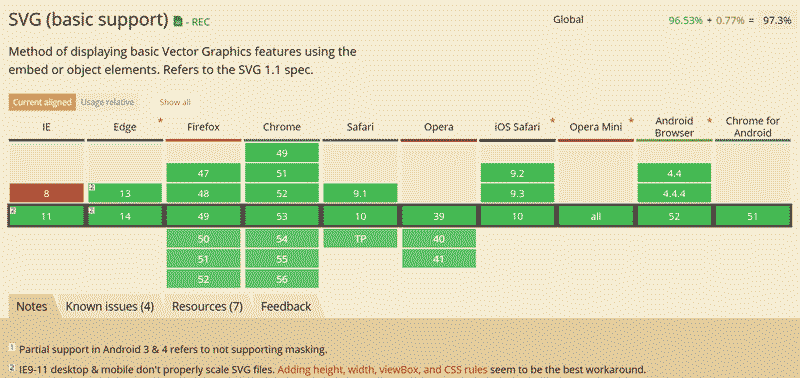 SVG (basic support) - REC
Global 96.53% + 0.77% = 97.3%
Method of displaying basic Vector Graphics features using the
embed or object elements. Refers to the SVG 1.1 spec.
Current aligned Usage relative Show all
IE Edge * Firefox Chrome Safari Opera iOS Safari * Opera Mini * Android Browser * Chrome for Android
49
47 51 9.2 4.4
8 2 13 48 52 9.1 9.3 4.4.4
2 11 2 14 49 53 10 39 10 all 52 51
50 54 TP 40
51 55 41
52 56
Notes Known issues (4) Resources (7) Feedback
1 Partial support in Android 3 & 4 refers to not supporting masking.
2 IE9-11 desktop & mobile don't properly scale SVG files. Adding height, width, viewBox, and CSS rules seem to be the best workaround.